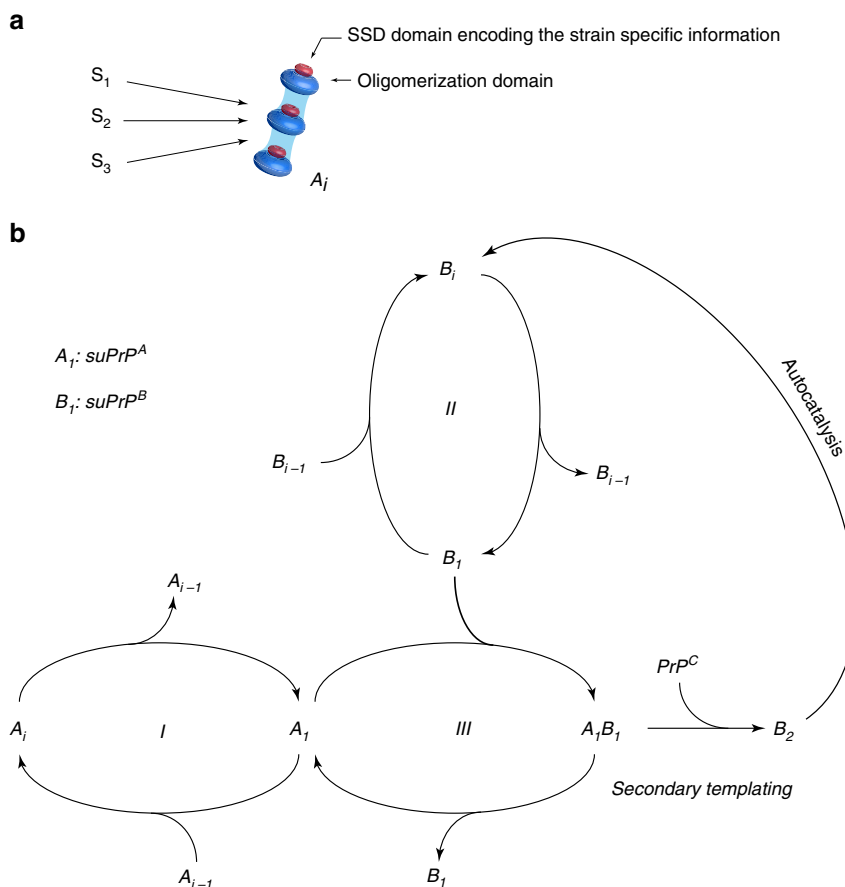 a
SSD domain encoding the strain specific information
Oligomerization domain
S₁
S₂
S₃
Aᵢ
b
Bᵢ
A₁: suPrPᴬ
B₁: suPrPᴮ
II
Autocatalysis
Bᵢ₋₁
Bᵢ₋₁
B₁
Aᵢ₋₁
PrPᶜ
Aᵢ
I
A₁
III
A₁B₁
B₂
Secondary templating
Aᵢ₋₁
B₁